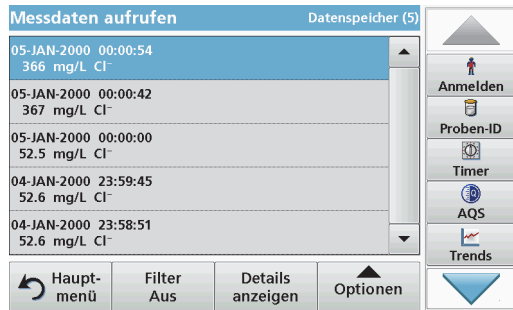 Messdaten aufrufen Datenspeicher (5)
05-JAN-2000 00:00:54
366 mg/L Cl⁻
05-JAN-2000 00:00:42
367 mg/L Cl⁻
05-JAN-2000 00:00:00
52.5 mg/L Cl⁻
04-JAN-2000 23:59:45
52.6 mg/L Cl⁻
04-JAN-2000 23:58:51
52.6 mg/L Cl⁻
Haupt-
menü
Filter
Aus
Details
anzeigen
Optionen
Anmelden
Proben-ID
Timer
AQS
Trends